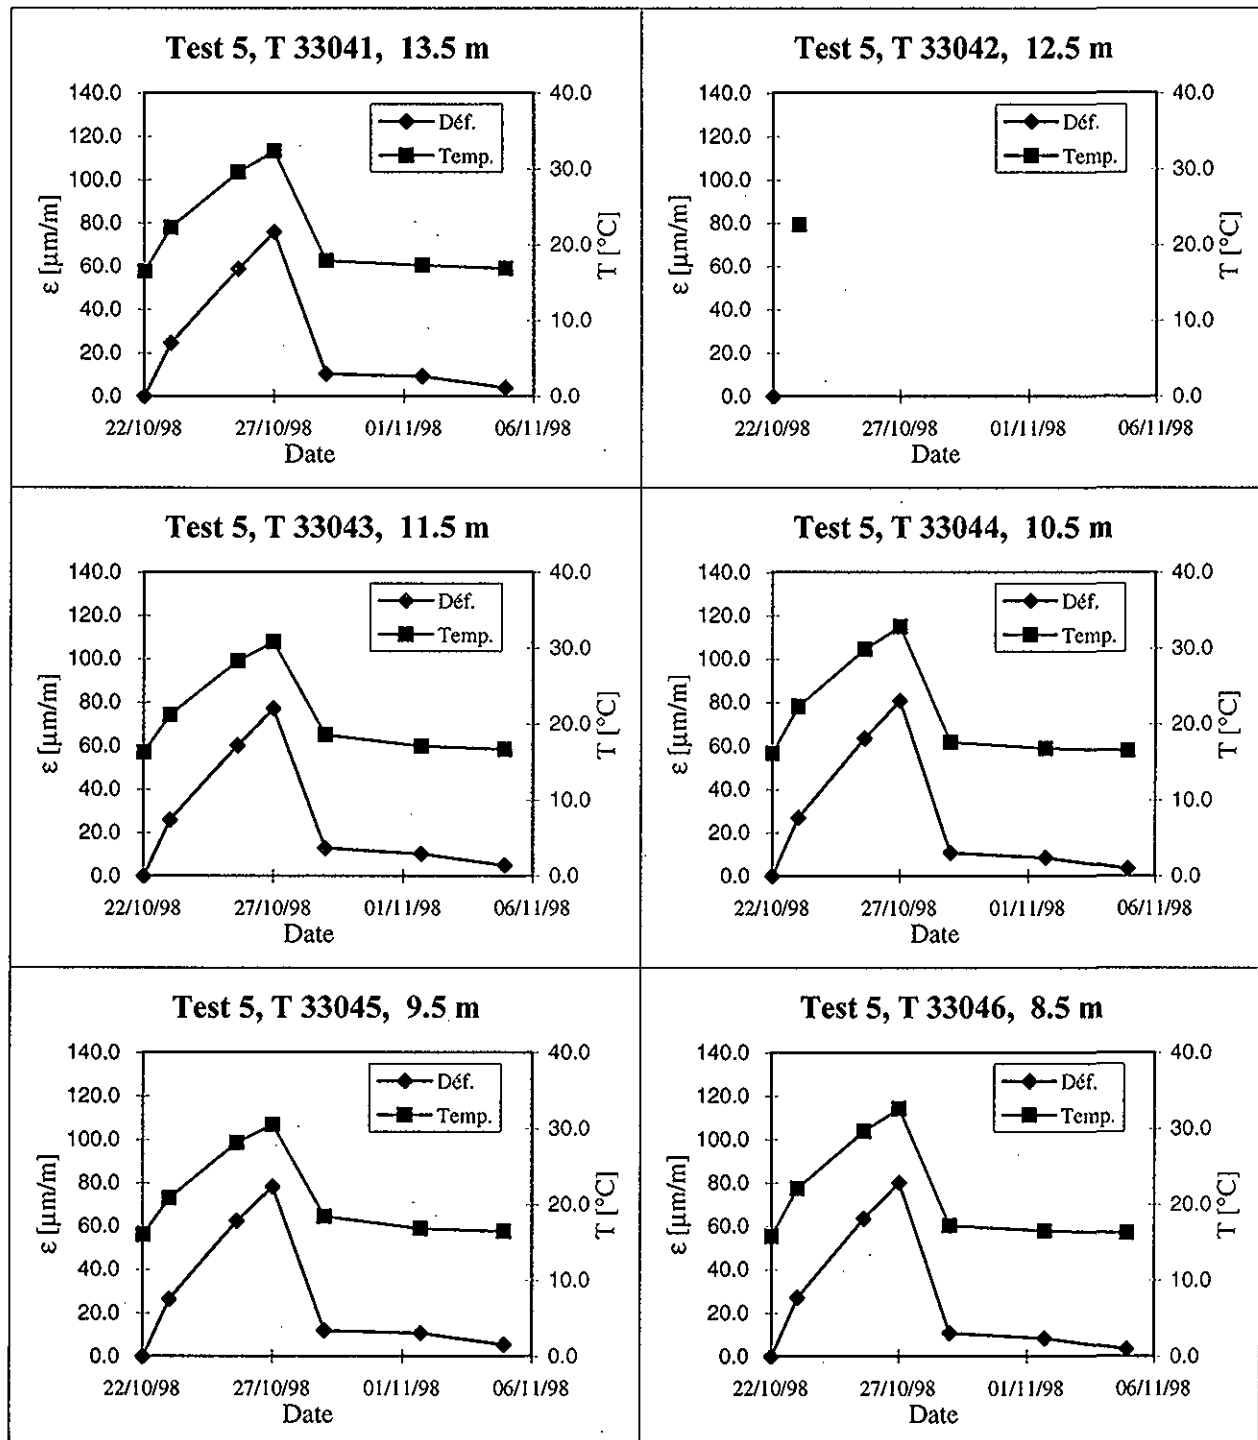 Test 5, T 33041, 13.5 m
140.0
120.0
100.0
80.0
60.0
40.0
20.0
0.0
ε [µm/m]
40.0
30.0
20.0
10.0
0.0
T [°C]
Déf.
Temp.
22/10/98 27/10/98 01/11/98 06/11/98
Date
Test 5, T 33042, 12.5 m
140.0
120.0
100.0
80.0
60.0
40.0
20.0
0.0
ε [µm/m]
40.0
30.0
20.0
10.0
0.0
T [°C]
Déf.
Temp.
22/10/98 27/10/98 01/11/98 06/11/98
Date
Test 5, T 33043, 11.5 m
140.0
120.0
100.0
80.0
60.0
40.0
20.0
0.0
ε [µm/m]
40.0
30.0
20.0
10.0
0.0
T [°C]
Déf.
Temp.
22/10/98 27/10/98 01/11/98 06/11/98
Date
Test 5, T 33044, 10.5 m
140.0
120.0
100.0
80.0
60.0
40.0
20.0
0.0
ε [µm/m]
40.0
30.0
20.0
10.0
0.0
T [°C]
Déf.
Temp.
22/10/98 27/10/98 01/11/98 06/11/98
Date
Test 5, T 33045, 9.5 m
140.0
120.0
100.0
80.0
60.0
40.0
20.0
0.0
ε [µm/m]
40.0
30.0
20.0
10.0
0.0
T [°C]
Déf.
Temp.
22/10/98 27/10/98 01/11/98 06/11/98
Date
Test 5, T 33046, 8.5 m
140.0
120.0
100.0
80.0
60.0
40.0
20.0
0.0
ε [µm/m]
40.0
30.0
20.0
10.0
0.0
T [°C]
Déf.
Temp.
22/10/98 27/10/98 01/11/98 06/11/98
Date